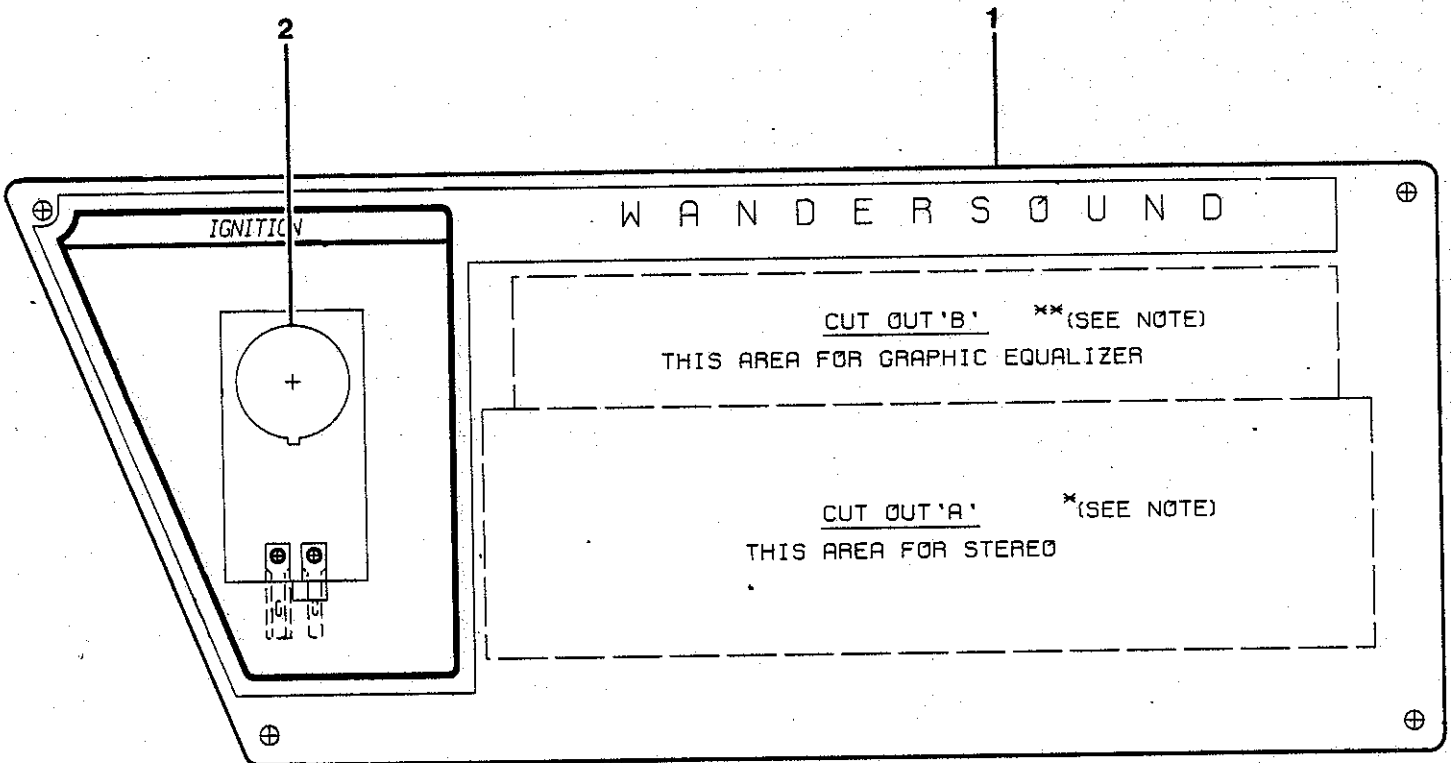 2
1
IGNITION
WANDERSOUND
CUT OUT 'B' **(SEE NOTE)
THIS AREA FOR GRAPHIC EQUALIZER
CUT OUT 'A' *(SEE NOTE)
THIS AREA FOR STEREO